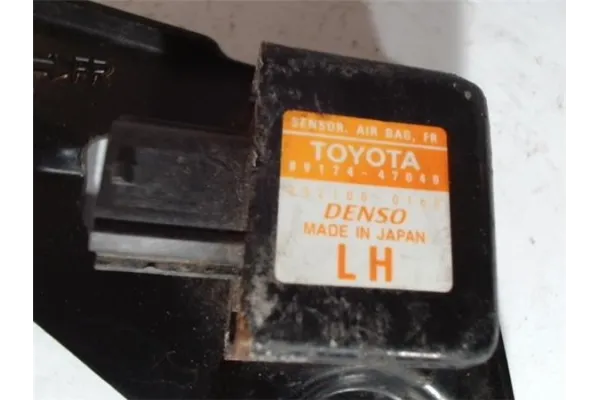 SENSOR, AIR BAG, FR
TOYOTA
89174-47040
DENSO
MADE IN JAPAN
LH